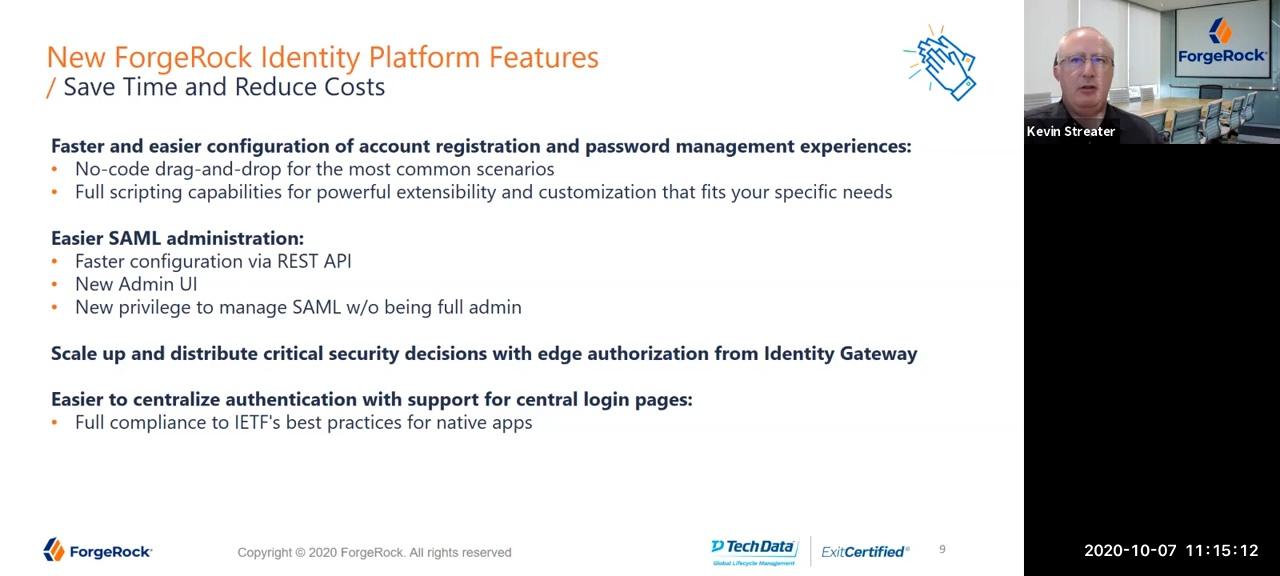 New ForgeRock Identity Platform Features
/ Save Time and Reduce Costs
Faster and easier configuration of account registration and password management experiences:
• No-code drag-and-drop for the most common scenarios
• Full scripting capabilities for powerful extensibility and customization that fits your specific needs
Easier SAML administration:
• Faster configuration via REST API
• New Admin UI
• New privilege to manage SAML w/o being full admin
Scale up and distribute critical security decisions with edge authorization from Identity Gateway
Easier to centralize authentication with support for central login pages:
• Full compliance to IETF's best practices for native apps
ForgeRock
Copyright © 2020 ForgeRock. All rights reserved
Tech Data
Global Lifecycle Management
ExitCertified®
9
ForgeRock
Kevin Streater
2020-10-07 11:15:12